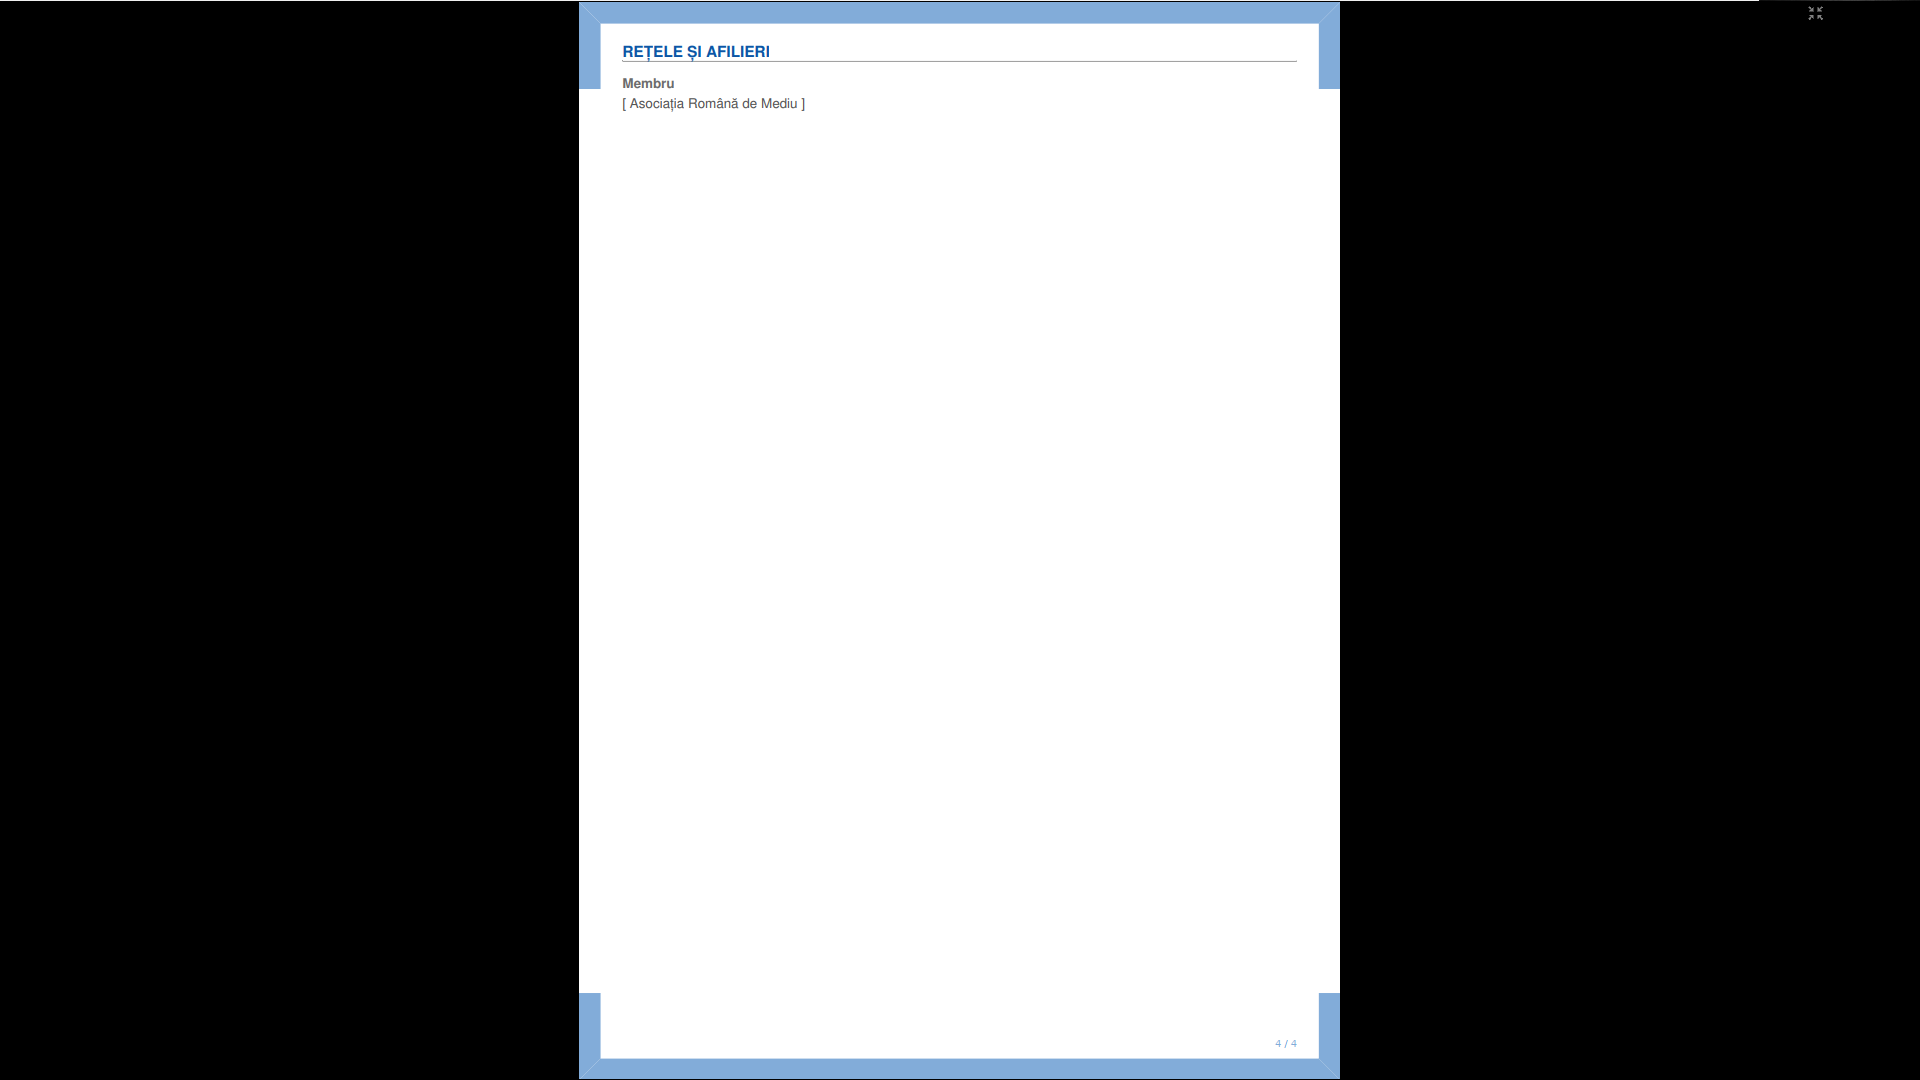 REȚELE ȘI AFILIERI
Membru
[ Asociația Română de Mediu ]
4 / 4